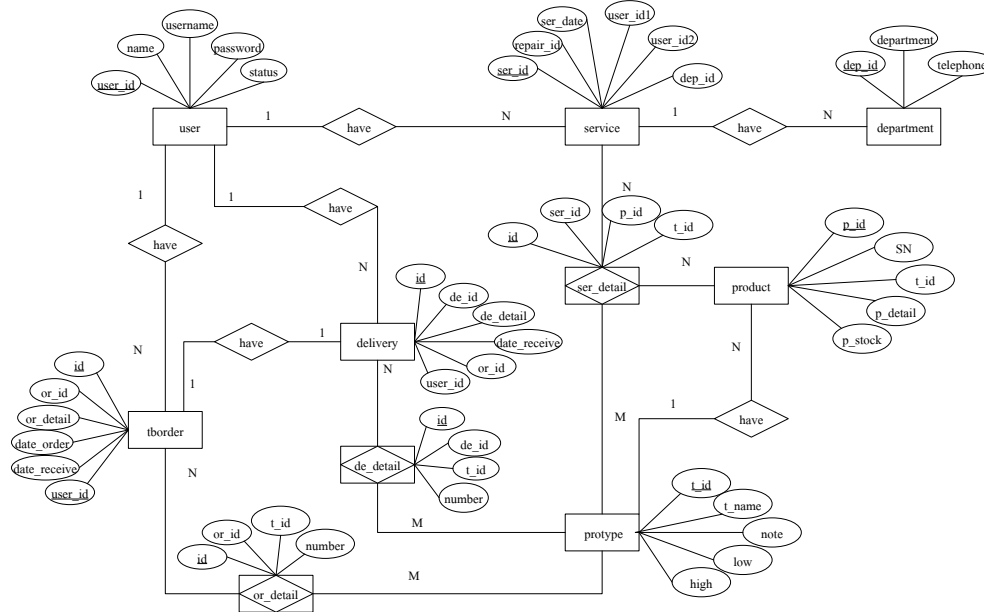 username
name
password
status
user_id
user
ser_date
user_id1
repair_id
user_id2
ser_id
dep_id
service
department
dep_id
telephone
department
1
have
N
1
have
N
1
have
N
1
have
N
N
ser_id
p_id
t_id
id
ser_detail
N
M
p_id
SN
t_id
p_detail
p_stock
product
N
1
have
id
de_id
de_detail
date_receive
or_id
user_id
delivery
1
have
1
id
or_id
or_detail
date_order
date_receive
user_id
tborder
N
N
id
de_id
t_id
number
de_detail
M
t_id
t_name
note
low
high
protype
t_id
or_id
number
id
or_detail
M